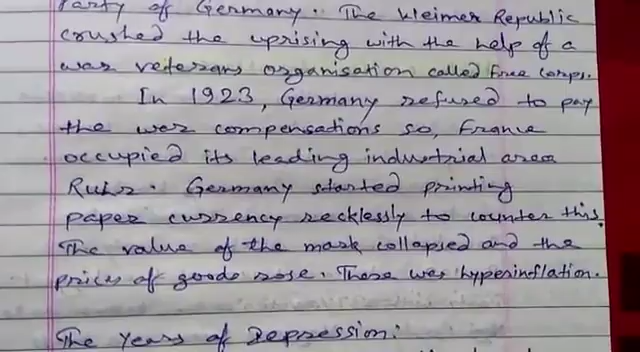 Party of Germany. The Weimer Republic
crushed the uprising with the help of a
war veterans organisation called Free Corps.
In 1923, Germany refused to pay
the war compensations so, France
occupied its leading industrial area
Ruhr. Germany started printing
paper currency recklessly to counter this.
The value of the mark collapsed and the
prices of goods rose. There was hyperinflation.
The Years of Depression: